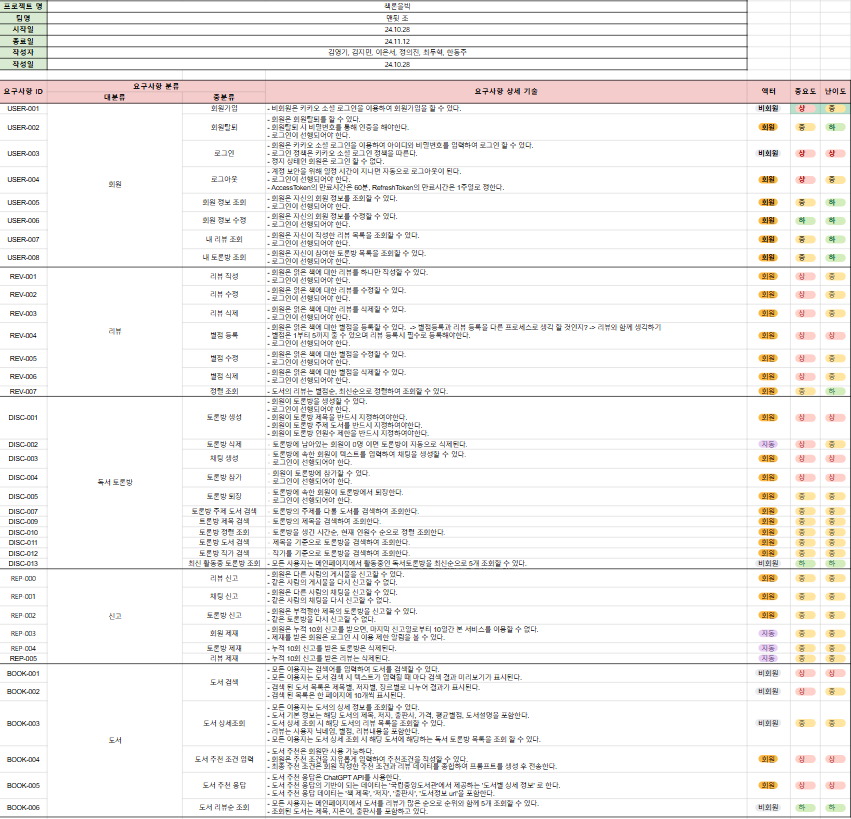 프로젝트 명 책른을박
팀명 맨뒷 조
시작일 24.10.28
종료일 24.11.12
작성자 김영기, 김지민, 이은서, 정의진, 최두혁, 한동주
작성일 24.10.28
요구사항 ID 요구사항 분류 요구사항 상세 기술 액터 중요도 난이도
대분류 중분류
USER-001 회원가입 - 비회원은 카카오 소셜 로그인을 이용하여 회원가입을 할 수 있다. 비회원 상 중
USER-002 회원탈퇴 - 회원은 회원탈퇴를 할 수 있다. 회원 중 하
- 회원탈퇴 시 비밀번호를 통해 인증을 해야한다.
- 로그인이 선행되어야 한다.
USER-003 로그인 - 회원은 카카오 소셜 로그인을 이용하여 아이디와 비밀번호를 입력하여 로그인 할 수 있다. 비회원 상 상
- 로그인 정책은 카카오 소셜 로그인 정책을 따른다.
- 정지 상태인 회원은 로그인 할 수 없다.
USER-004 로그아웃 - 계정 보안을 위해 일정 시간이 지나면 자동으로 로그아웃이 된다. 회원 상 중
- 로그인이 선행되어야 한다.
- AccessToken의 만료시간은 60분, RefreshToken의 만료시간은 1주일로 정한다.
회원
USER-005 회원 정보 조회 - 회원은 자신의 회원 정보를 조회할 수 있다. 회원 중 하
- 로그인이 선행되어야 한다.
USER-006 회원 정보 수정 - 회원은 자신의 회원 정보를 수정할 수 있다. 회원 하 하
- 로그인이 선행되어야 한다.
USER-007 내 리뷰 조회 - 회원은 자신이 작성한 리뷰 목록을 조회할 수 있다. 회원 중 하
- 로그인이 선행되어야 한다.
USER-008 내 토론방 조회 - 회원은 자신이 참여한 토론방 목록을 조회할 수 있다. 회원 중 하
- 로그인이 선행되어야 한다.
REV-001 리뷰 작성 - 회원은 읽은 책에 대한 리뷰를 하나만 작성할 수 있다. 회원 상 중
- 로그인이 선행되어야 한다.
REV-002 리뷰 수정 - 회원은 읽은 책에 대한 리뷰를 수정할 수 있다. 회원 상 중
- 로그인이 선행되어야 한다.
REV-003 리뷰 삭제 - 회원은 읽은 책에 대한 리뷰를 삭제할 수 있다. 회원 상 중
- 로그인이 선행되어야 한다.
리뷰
REV-004 별점 등록 - 회원은 읽은 책에 대한 별점을 등록할 수 있다. -> 별점등록과 리뷰 등록을 다른 프로세스로 생각 할 것인지? -> 리뷰와 함께 생각하기 회원 상 상
- 별점은 1부터 5까지 줄 수 있으며 리뷰 등록시 필수로 등록해야한다.
- 로그인이 선행되어야 한다.
REV-005 별점 수정 - 회원은 읽은 책에 대한 별점을 수정할 수 있다. 회원 상 중
- 로그인이 선행되어야 한다.
REV-006 별점 삭제 - 회원은 읽은 책에 대한 별점을 삭제할 수 있다. 회원 상 중
- 로그인이 선행되어야 한다.
REV-007 정렬 조회 - 도서의 리뷰는 별점순, 최신순으로 정렬하여 조회할 수 있다. 회원 중 하
DISC-001 토론방 생성 - 회원이 토론방을 생성할 수 있다. 회원 상 상
- 로그인이 선행되어야 한다.
- 회원이 토론방 제목을 반드시 지정하여야한다.
- 회원이 토론방 주제 도서를 반드시 지정하여야한다.
- 회원이 토론방 인원수 제한을 반드시 지정하여야한다.
DISC-002 토론방 삭제 - 토론방에 남아있는 회원이 0명 이면 토론방이 자동으로 삭제된다. 자동 상 중
DISC-003 채팅 생성 - 토론방에 속한 회원이 텍스트를 입력하여 채팅을 생성할 수 있다. 회원 상 상
- 로그인이 선행되어야 한다.
DISC-004 토론방 참가 - 회원이 토론방에 참가할 수 있다. 회원 상 상
- 로그인이 선행되어야 한다.
독서 토론방
DISC-005 토론방 퇴장 - 토론방에 속한 회원이 토론방에서 퇴장한다. 회원 중 중
- 로그인이 선행되어야 한다.
DISC-007 토론방 주제 도서 검색 - 토론방의 주제를 다룰 도서를 검색하여 조회한다. 회원 중 중
DISC-009 토론방 제목 검색 - 토론방의 제목을 검색하여 조회한다. 회원 중 중
DISC-010 토론방 정렬 조회 - 토론방을 생긴 시간순, 현재 인원수 순으로 정렬 조회한다. 회원 중 중
DISC-011 토론방 도서 검색 - 제목을 기준으로 토론방을 검색하여 조회한다. 회원 중 중
DISC-012 토론방 작가 검색 - 작가를 기준으로 토론방을 검색하여 조회한다. 회원 중 중
DISC-013 최신 활동중 토론방 조회 - 모든 사용자는 메인페이지에서 활동중인 독서토론방을 최신순으로 5개 조회할 수 있다. 비회원 하 하
REP-000 리뷰 신고 - 회원은 다른 사람의 게시물을 신고할 수 있다. 회원 중 중
- 같은 사람의 게시물을 다시 신고할 수 없다.
REP-001 채팅 신고 - 회원은 다른 사람의 채팅을 신고할 수 있다. 회원 중 중
- 같은 사람의 채팅을 다시 신고할 수 없다.
REP-002 토론방 신고 - 회원은 부적절한 제목의 토론방을 신고할 수 있다. 회원 중 중
- 같은 토론방을 다시 신고할 수 없다.
신고
REP-003 회원 제재 - 회원은 누적 10회 신고를 받으면, 마지막 신고일로부터 10일간 본 서비스를 이용할 수 없다. 자동 중 중
- 제재를 받은 회원은 로그인 시 이용 제한 알림을 볼 수 있다.
REP-004 토론방 제재 - 누적 10회 신고를 받은 토론방은 삭제된다. 자동 중 중
REP-005 리뷰 제재 - 누적 10회 신고를 받은 리뷰는 삭제된다. 자동 중 중
BOOK-001 도서 검색 - 모든 이용자는 검색어를 입력하여 도서를 검색할 수 있다. 비회원 상 상
- 모든 이용자는 도서 검색 시 텍스트가 입력될 때 마다 검색 결과 미리보기가 표시된다.
BOOK-002 - 검색 된 도서 목록은 제목별, 저자별, 장르별로 나누어 결과가 표시된다. 비회원 상 중
- 검색 된 목록은 한 페이지에 10개씩 표시된다.
BOOK-003 도서 상세조회 - 모든 이용자는 도서의 상세 정보를 조회할 수 있다. 비회원 중 중
- 도서 기본 정보는 해당 도서의 제목, 저자, 출판사, 가격, 평균별점, 도서설명을 포함한다.
- 도서 상세 조회 시 해당 도서의 리뷰 목록을 조회할 수 있다.
- 리뷰는 사용자 닉네임, 별점, 리뷰내용을 포함한다.
- 모든 이용자는 도서 상세 조회 시 해당 도서에 해당하는 독서 토론방 목록을 조회 할 수 있다.
도서
BOOK-004 도서 추천 조건 입력 - 도서 추천은 회원만 사용 가능하다. 회원 상 상
- 회원은 추천 조건을 자유롭게 입력하여 추천조건을 작성할 수 있다.
- 최종 추천 조건은 회원 작성한 추천 조건과 리뷰 데이터를 종합하여 프롬프트를 생성 후 전송한다.
BOOK-005 도서 추천 응답 - 도서 추천 응답은 ChatGPT API를 사용한다. 회원 상 상
- 도서 추천 응답의 기반이 되는 데이터는 '국립중앙도서관'에서 제공하는 '도서별 상세 정보' 로 한다.
- 도서 추천 응답 데이터는 '책 제목', '저자', '출판사', '도서정보 url'을 포함한다.
BOOK-006 도서 리뷰순 조회 - 모든 사용자는 메인페이지에서 도서를 리뷰가 많은 순으로 순위와 함께 5개 조회할 수 있다. 비회원 하 하
- 조회된 도서는 제목, 지은이, 출판사를 포함하고 있다.